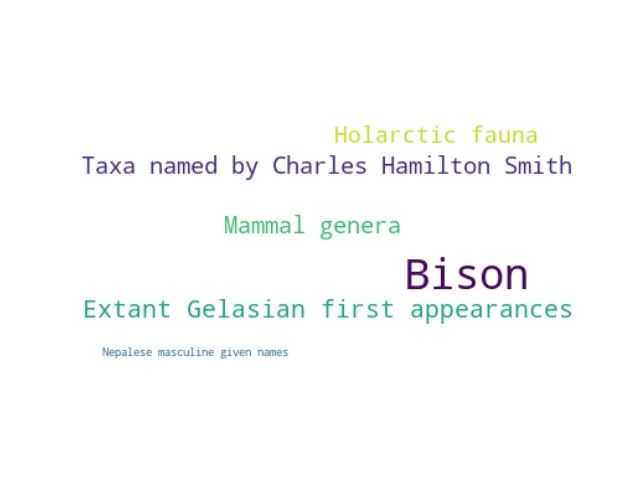 Holarctic fauna
Taxa named by Charles Hamilton Smith
Mammal genera
Bison
Extant Gelasian first appearances
Nepalese masculine given names